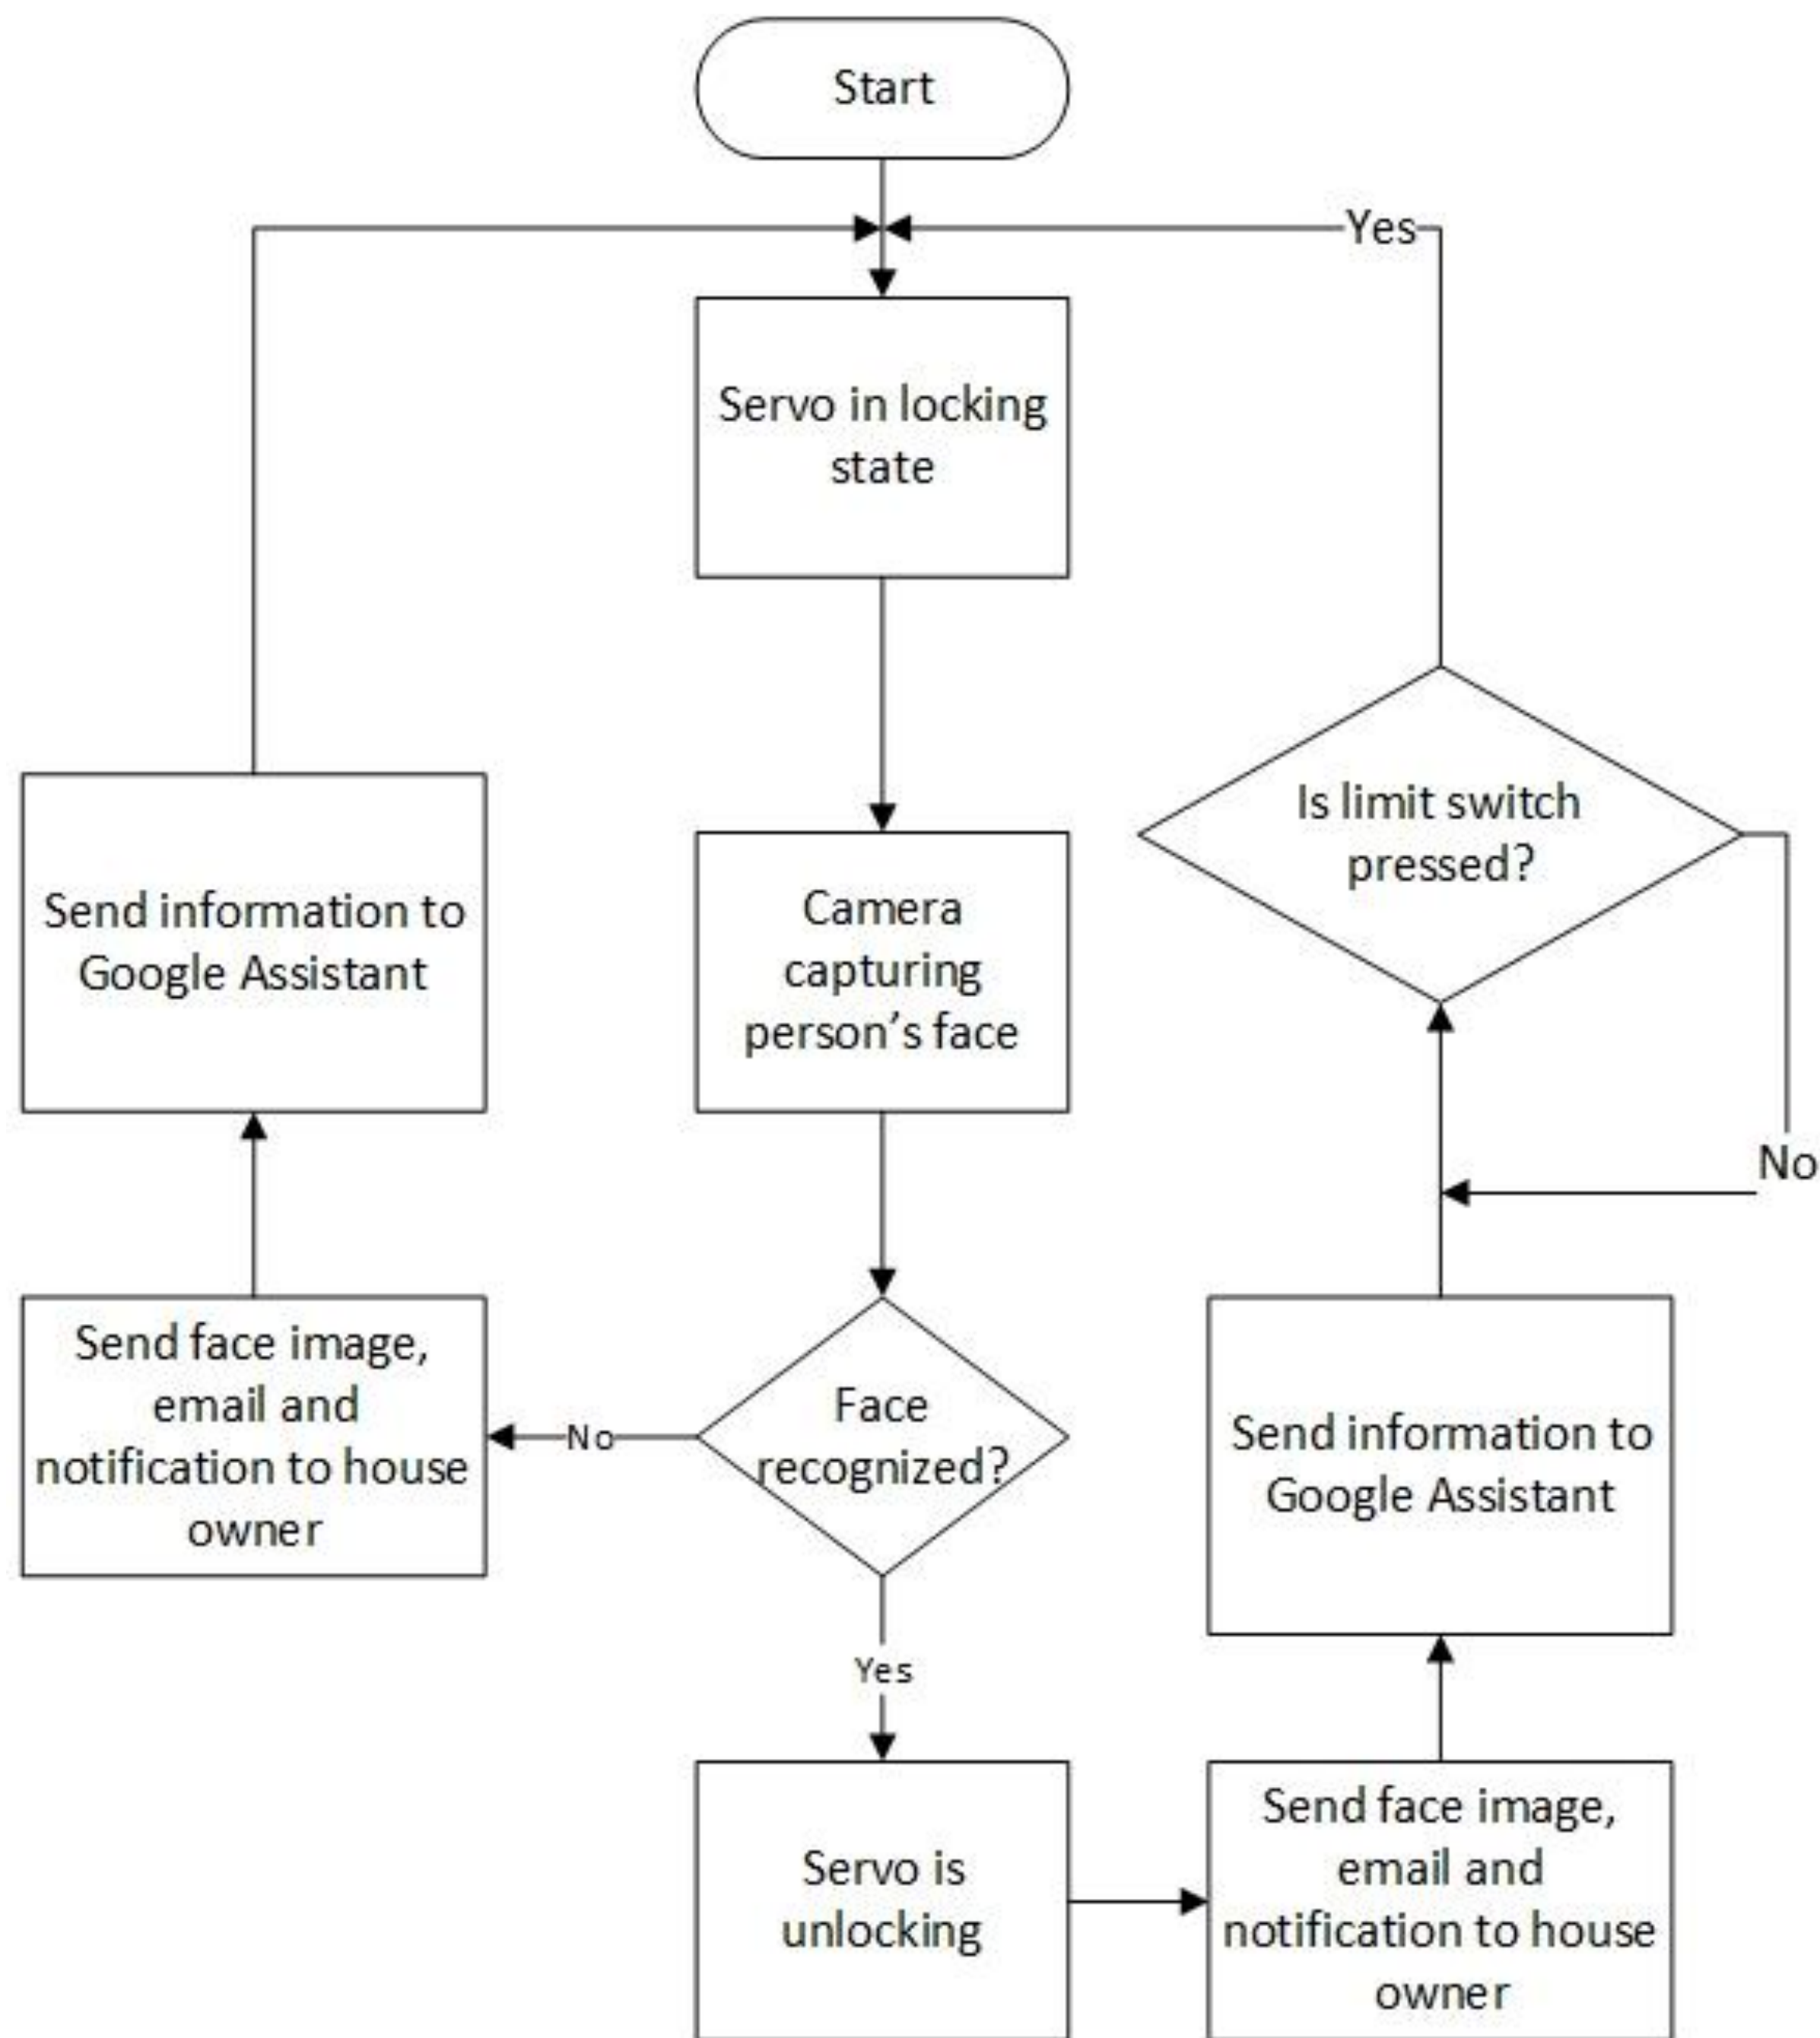 Start
Yes
Servo in locking
state
Is limit switch
pressed?
Send information to
Google Assistant
Camera
capturing
person’s face
No
Send face image,
email and
notification to house
owner
No
Face
recognized?
Send information to
Google Assistant
Yes
Servo is
unlocking
Send face image,
email and
notification to house
owner